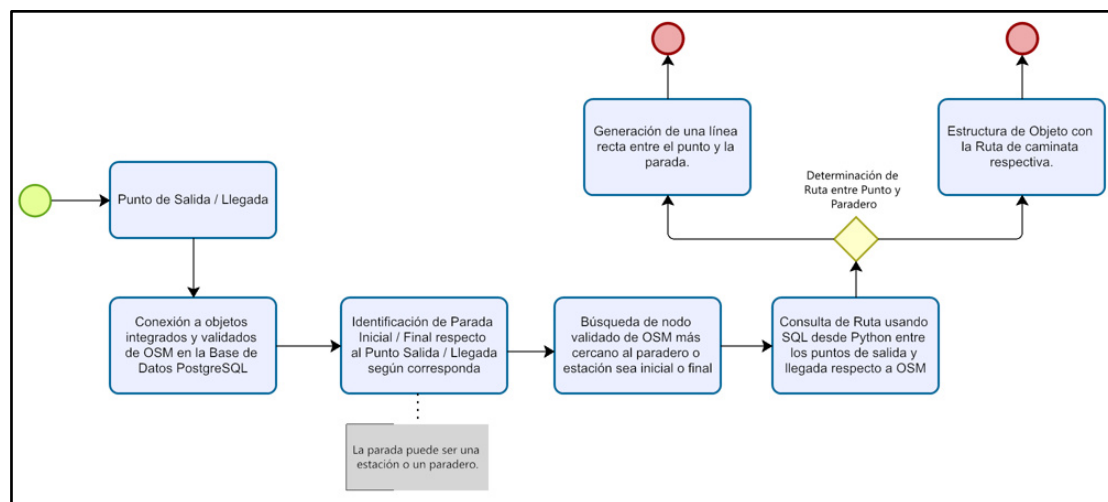 Punto de Salida / Llegada
Conexión a objetos
integrados y validados
de OSM en la Base de
Datos PostgreSQL
Identificación de Parada
Inicial / Final respecto
al Punto Salida / Llegada
según corresponda
La parada puede ser una
estación o un paradero.
Búsqueda de nodo
validado de OSM más
cercano al paradero o
estación sea inicial o final
Consulta de Ruta usando
SQL desde Python entre
los puntos de salida y
llegada respecto a OSM
Determinación de
Ruta entre Punto y
Paradero
Generación de una línea
recta entre el punto y la
parada.
Estructura de Objeto con
la Ruta de caminata
respectiva.